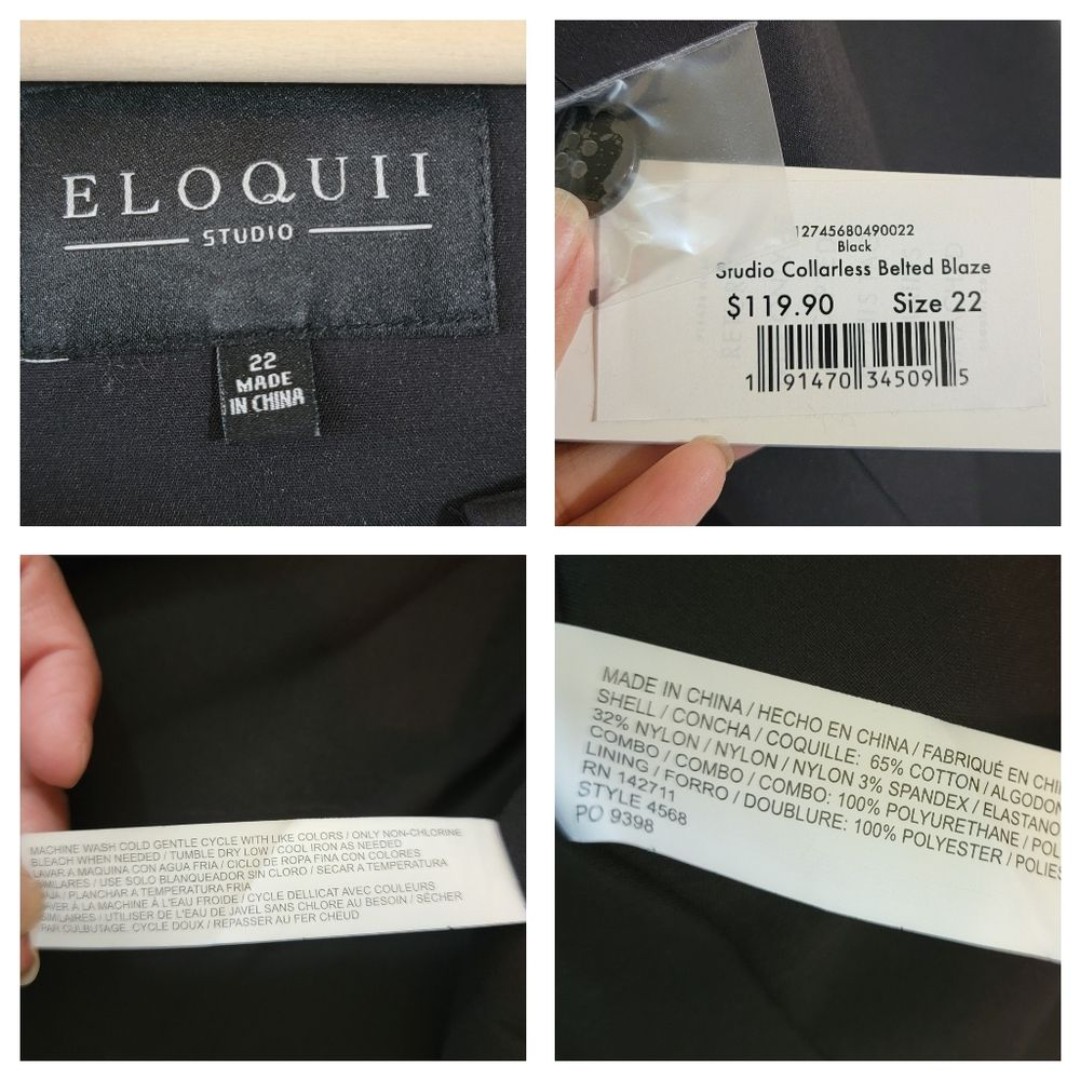 ELOQUII
STUDIO
22
MADE
IN CHINA
12745680490022
Black
Studio Collarless Belted Blaze
$119.90 Size 22
1 91470 34509 5
MACHINE WASH COLD GENTLE CYCLE WITH LIKE COLORS / ONLY NON-CHLORINE
BLEACH WHEN NEEDED / TUMBLE DRY LOW / COOL IRON AS NEEDED
LAVAR A MAQUINA CON AGUA FRIA / CICLO DE ROPA FINA CON COLORES
SIMILARES / USE SOLO BLANQUEADOR SIN CLORO / SECAR A TEMPERATURA
BAJA / PLANCHAR A TEMPERATURA FRIA
LAVER A LA MACHINE À L'EAU FROIDE / CYCLE DELLICAT AVEC COULEURS
SIMILAIRES / UTILISER DE L'EAU DE JAVEL SANS CHLORE AU BESOIN / SÉCHER
PAR CULBUTAGE. CYCLE DOUX / REPASSER AU FER CHEUD
MADE IN CHINA / HECHO EN CHINA / FABRIQUÉ EN CHI
SHELL / CONCHA / COQUILLE: 65% COTTON / ALGODON
32% NYLON / NYLON / NYLON 3% SPANDEX / ELASTANO
COMBO / COMBO / COMBO: 100% POLYURETHANE / POL
LINING / FORRO / DOUBLURE: 100% POLYESTER / POLIES
RN 142711
STYLE 4568
PO 9398